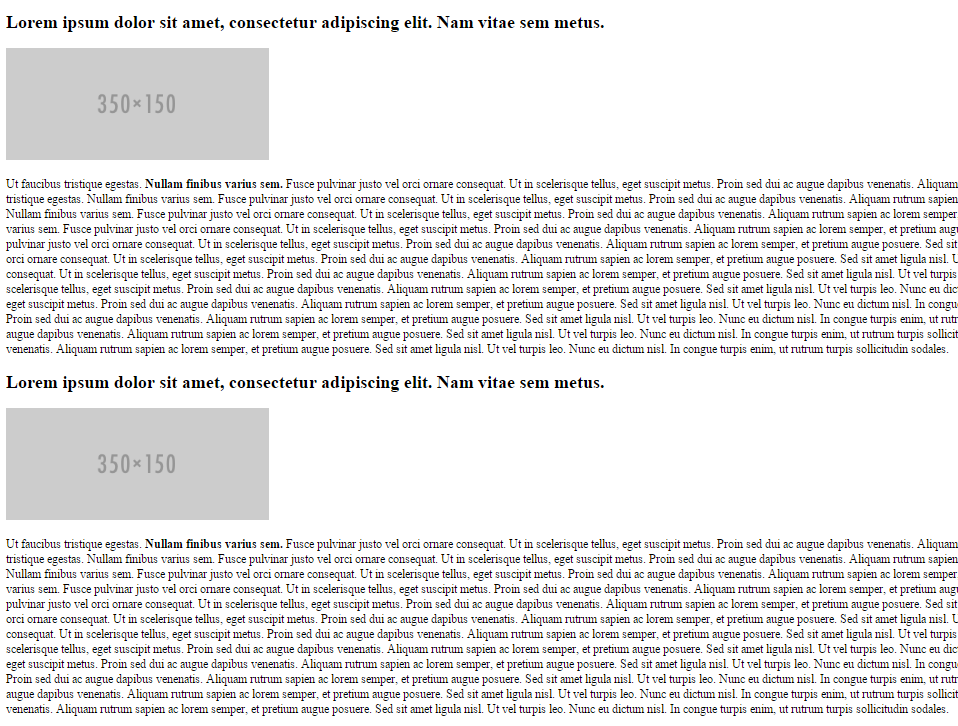 Lorem ipsum dolor sit amet, consectetur adipiscing elit. Nam vitae sem metus.
350×150
Ut faucibus tristique egestas. Nullam finibus varius sem. Fusce pulvinar justo vel orci ornare consequat. Ut in scelerisque tellus, eget suscipit metus. Proin sed dui ac augue dapibus venenatis. Aliquam
tristique egestas. Nullam finibus varius sem. Fusce pulvinar justo vel orci ornare consequat. Ut in scelerisque tellus, eget suscipit metus. Proin sed dui ac augue dapibus venenatis. Aliquam rutrum sapien
Nullam finibus varius sem. Fusce pulvinar justo vel orci ornare consequat. Ut in scelerisque tellus, eget suscipit metus. Proin sed dui ac augue dapibus venenatis. Aliquam rutrum sapien ac lorem semper
varius sem. Fusce pulvinar justo vel orci ornare consequat. Ut in scelerisque tellus, eget suscipit metus. Proin sed dui ac augue dapibus venenatis. Aliquam rutrum sapien ac lorem semper, et pretium
pulvinar justo vel orci ornare consequat. Ut in scelerisque tellus, eget suscipit metus. Proin sed dui ac augue dapibus venenatis. Aliquam rutrum sapien ac lorem semper, et pretium augue posuere. Sed sit
orci ornare consequat. Ut in scelerisque tellus, eget suscipit metus. Proin sed dui ac augue dapibus venenatis. Aliquam rutrum sapien ac lorem semper, et pretium augue posuere. Sed sit amet ligula nisl.
consequat. Ut in scelerisque tellus, eget suscipit metus. Proin sed dui ac augue dapibus venenatis. Aliquam rutrum sapien ac lorem semper, et pretium augue posuere. Sed sit amet ligula nisl. Ut vel turpis
scelerisque tellus, eget suscipit metus. Proin sed dui ac augue dapibus venenatis. Aliquam rutrum sapien ac lorem semper, et pretium augue posuere. Sed sit amet ligula nisl. Ut vel turpis leo. Nunc eu
eget suscipit metus. Proin sed dui ac augue dapibus venenatis. Aliquam rutrum sapien ac lorem semper, et pretium augue posuere. Sed sit amet ligula nisl. Ut vel turpis leo. Nunc eu dictum nisl. In
Proin sed dui ac augue dapibus venenatis. Aliquam rutrum sapien ac lorem semper, et pretium augue posuere. Sed sit amet ligula nisl. Ut vel turpis leo. Nunc eu dictum nisl. In congue turpis enim, ut
augue dapibus venenatis. Aliquam rutrum sapien ac lorem semper, et pretium augue posuere. Sed sit amet ligula nisl. Ut vel turpis leo. Nunc eu dictum nisl. In congue turpis enim, ut rutrum turpis
venenatis. Aliquam rutrum sapien ac lorem semper, et pretium augue posuere. Sed sit amet ligula nisl. Ut vel turpis leo. Nunc eu dictum nisl. In congue turpis enim, ut rutrum turpis sollicitudin sodales.
Lorem ipsum dolor sit amet, consectetur adipiscing elit. Nam vitae sem metus.
350×150
Ut faucibus tristique egestas. Nullam finibus varius sem. Fusce pulvinar justo vel orci ornare consequat. Ut in scelerisque tellus, eget suscipit metus. Proin sed dui ac augue dapibus venenatis. Aliquam
tristique egestas. Nullam finibus varius sem. Fusce pulvinar justo vel orci ornare consequat. Ut in scelerisque tellus, eget suscipit metus. Proin sed dui ac augue dapibus venenatis. Aliquam rutrum sapien
Nullam finibus varius sem. Fusce pulvinar justo vel orci ornare consequat. Ut in scelerisque tellus, eget suscipit metus. Proin sed dui ac augue dapibus venenatis. Aliquam rutrum sapien ac lorem semper
varius sem. Fusce pulvinar justo vel orci ornare consequat. Ut in scelerisque tellus, eget suscipit metus. Proin sed dui ac augue dapibus venenatis. Aliquam rutrum sapien ac lorem semper, et pretium
pulvinar justo vel orci ornare consequat. Ut in scelerisque tellus, eget suscipit metus. Proin sed dui ac augue dapibus venenatis. Aliquam rutrum sapien ac lorem semper, et pretium augue posuere. Sed sit
orci ornare consequat. Ut in scelerisque tellus, eget suscipit metus. Proin sed dui ac augue dapibus venenatis. Aliquam rutrum sapien ac lorem semper, et pretium augue posuere. Sed sit amet ligula nisl.
consequat. Ut in scelerisque tellus, eget suscipit metus. Proin sed dui ac augue dapibus venenatis. Aliquam rutrum sapien ac lorem semper, et pretium augue posuere. Sed sit amet ligula nisl. Ut vel turpis
scelerisque tellus, eget suscipit metus. Proin sed dui ac augue dapibus venenatis. Aliquam rutrum sapien ac lorem semper, et pretium augue posuere. Sed sit amet ligula nisl. Ut vel turpis leo. Nunc eu
eget suscipit metus. Proin sed dui ac augue dapibus venenatis. Aliquam rutrum sapien ac lorem semper, et pretium augue posuere. Sed sit amet ligula nisl. Ut vel turpis leo. Nunc eu dictum nisl. In
Proin sed dui ac augue dapibus venenatis. Aliquam rutrum sapien ac lorem semper, et pretium augue posuere. Sed sit amet ligula nisl. Ut vel turpis leo. Nunc eu dictum nisl. In congue turpis enim, ut
augue dapibus venenatis. Aliquam rutrum sapien ac lorem semper, et pretium augue posuere. Sed sit amet ligula nisl. Ut vel turpis leo. Nunc eu dictum nisl. In congue turpis enim, ut rutrum turpis
venenatis. Aliquam rutrum sapien ac lorem semper, et pretium augue posuere. Sed sit amet ligula nisl. Ut vel turpis leo. Nunc eu dictum nisl. In congue turpis enim, ut rutrum turpis sollicitudin sodales.